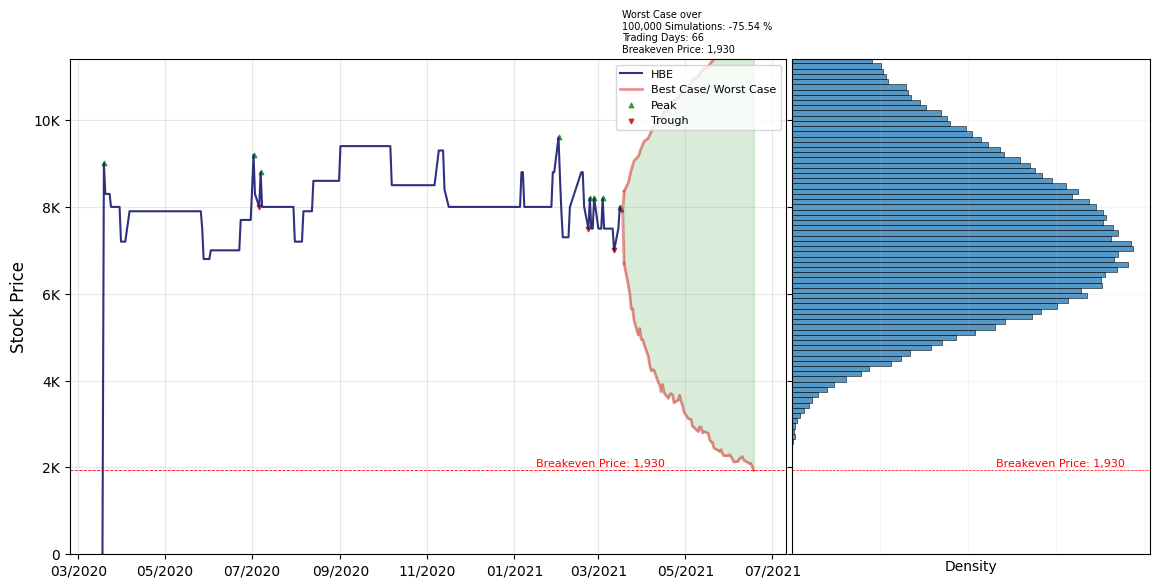 Worst Case over
100,000 Simulations: -75.54 %
Trading Days: 66
Breakeven Price: 1,930
HBE
Best Case/ Worst Case
Peak
Trough
Stock Price
10K
8K
6K
4K
2K
0
Breakeven Price: 1,930
Breakeven Price: 1,930
03/2020 05/2020 07/2020 09/2020 11/2020 01/2021 03/2021 05/2021 07/2021
Density